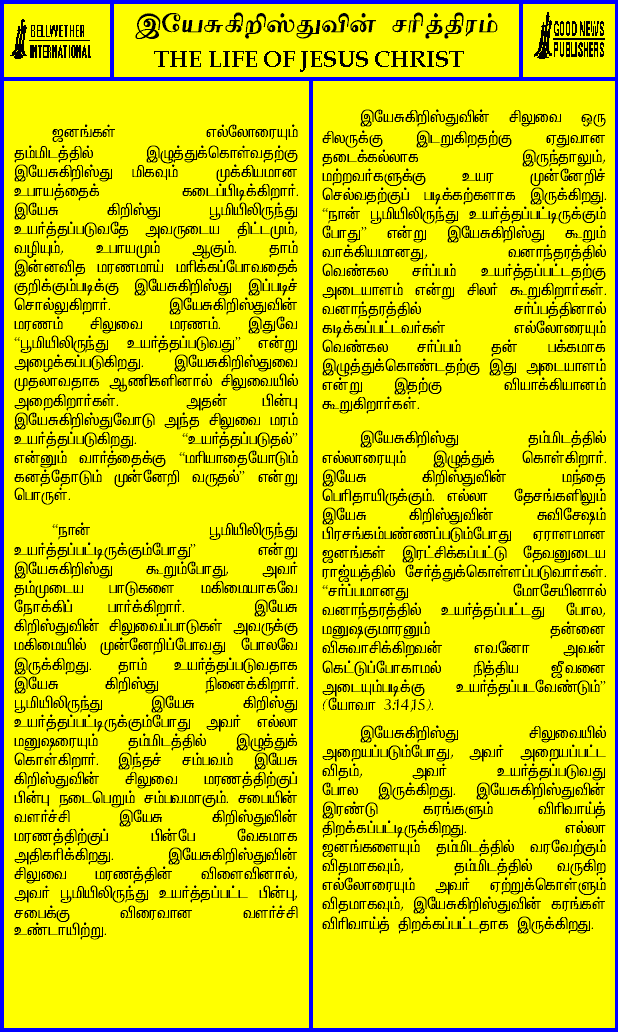 BELLWETHER
INTERNATIONAL
இயேசுகிறிஸ்துவின் சரித்திரம்
THE LIFE OF JESUS CHRIST
GOOD NEWS
PUBLISHERS
ஜனங்கள் எல்லோரையும்
தம்மிடத்தில் இழுத்துக்கொள்வதற்கு
இயேசுகிறிஸ்து மிகவும் முக்கியமான
உபாயத்தைக் கடைப்பிடிக்கிறார்.
இயேசு கிறிஸ்து பூமியிலிருந்து
உயர்த்தப்படுவதே அவருடைய திட்டமும்,
வழியும், உபாயமும் ஆகும். தாம்
இன்னவித மரணமாய் மரிக்கப்போவதைக்
குறிக்கும்படிக்கு இயேசுகிறிஸ்து இப்படிச்
சொல்லுகிறார். இயேசுகிறிஸ்துவின்
மரணம் சிலுவை மரணம். இதுவே
“பூமியிலிருந்து உயர்த்தப்படுவது” என்று
அழைக்கப்படுகிறது. இயேசுகிறிஸ்துவை
முதலாவதாக ஆணிகளினால் சிலுவையில்
அறைகிறார்கள். அதன் பின்பு
இயேசுகிறிஸ்துவோடு அந்த சிலுவை மரம்
உயர்த்தப்படுகிறது. “உயர்த்தப்படுதல்”
என்னும் வார்த்தைக்கு “மரியாதையோடும்
கனத்தோடும் முன்னேறி வருதல்” என்று
பொருள்.
“நான் பூமியிலிருந்து
உயர்த்தப்பட்டிருக்கும்போது” என்று
இயேசுகிறிஸ்து கூறும்போது, அவர்
தம்முடைய பாடுகளை மகிமையாகவே
நோக்கிப் பார்க்கிறார். இயேசு
கிறிஸ்துவின் சிலுவைப்பாடுகள் அவருக்கு
மகிமையில் முன்னேறிப்போவது போலவே
இருக்கிறது. தாம் உயர்த்தப்படுவதாக
இயேசு கிறிஸ்து நினைக்கிறார்.
பூமியிலிருந்து இயேசு கிறிஸ்து
உயர்த்தப்பட்டிருக்கும்போது அவர் எல்லா
மனுஷரையும் தம்மிடத்தில் இழுத்துக்
கொள்கிறார். இந்தச் சம்பவம் இயேசு
கிறிஸ்துவின் சிலுவை மரணத்திற்குப்
பின்பு நடைபெறும் சம்பவமாகும். சபையின்
வளர்ச்சி இயேசு கிறிஸ்துவின்
மரணத்திற்குப் பின்பே வேகமாக
அதிகரிக்கிறது. இயேசுகிறிஸ்துவின்
சிலுவை மரணத்தின் விளைவினால்,
அவர் பூமியிலிருந்து உயர்த்தப்பட்ட பின்பு,
சபைக்கு விரைவான வளர்ச்சி
உண்டாயிற்று.
இயேசுகிறிஸ்துவின் சிலுவை ஒரு
சிலருக்கு இடறுகிறதற்கு ஏதுவான
தடைக்கல்லாக இருந்தாலும்,
மற்றவர்களுக்கு உயர முன்னேறிச்
செல்வதற்குப் படிக்கற்களாக இருக்கிறது.
“நான் பூமியிலிருந்து உயர்த்தப்பட்டிருக்கும்
போது” என்று இயேசுகிறிஸ்து கூறும்
வாக்கியமானது, வனாந்தரத்தில்
வெண்கல சர்ப்பம் உயர்த்தப்பட்டதற்கு
அடையாளம் என்று சிலர் கூறுகிறார்கள்.
வனாந்தரத்தில் சர்ப்பத்தினால்
கடிக்கப்பட்டவர்கள் எல்லோரையும்
வெண்கல சர்ப்பம் தன் பக்கமாக
இழுத்துக்கொண்டதற்கு இது அடையாளம்
என்று இதற்கு வியாக்கியானம்
கூறுகிறார்கள்.
இயேசுகிறிஸ்து தம்மிடத்தில்
எல்லாரையும் இழுத்துக் கொள்கிறார்.
இயேசு கிறிஸ்துவின் மந்தை
பெரிதாயிருக்கும். எல்லா தேசங்களிலும்
இயேசு கிறிஸ்துவின் சுவிசேஷம்
பிரசங்கம்பண்ணப்படும்போது ஏராளமான
ஜனங்கள் இரட்சிக்கப்பட்டு தேவனுடைய
ராஜ்யத்தில் சேர்த்துக்கொள்ளப்படுவார்கள்.
“சர்ப்பமானது மோசேயினால்
வனாந்தரத்தில் உயர்த்தப்பட்டது போல,
மனுஷகுமாரனும் தன்னை
விசுவாசிக்கிறவன் எவனோ அவன்
கெட்டுப்போகாமல் நித்திய ஜீவனை
அடையும்படிக்கு உயர்த்தப்படவேண்டும்”
(யோவா 3:14,15).
இயேசுகிறிஸ்து சிலுவையில்
அறையப்படும்போது, அவர் அறையப்பட்ட
விதம், அவர் உயர்த்தப்படுவது
போல இருக்கிறது. இயேசுகிறிஸ்துவின்
இரண்டு கரங்களும் விரிவாய்த்
திறக்கப்பட்டிருக்கிறது. எல்லா
ஜனங்களையும் தம்மிடத்தில் வரவேற்கும்
விதமாகவும், தம்மிடத்தில் வருகிற
எல்லோரையும் அவர் ஏற்றுக்கொள்ளும்
விதமாகவும், இயேசுகிறிஸ்துவின் கரங்கள்
விரிவாய்த் திறக்கப்பட்டதாக இருக்கிறது.